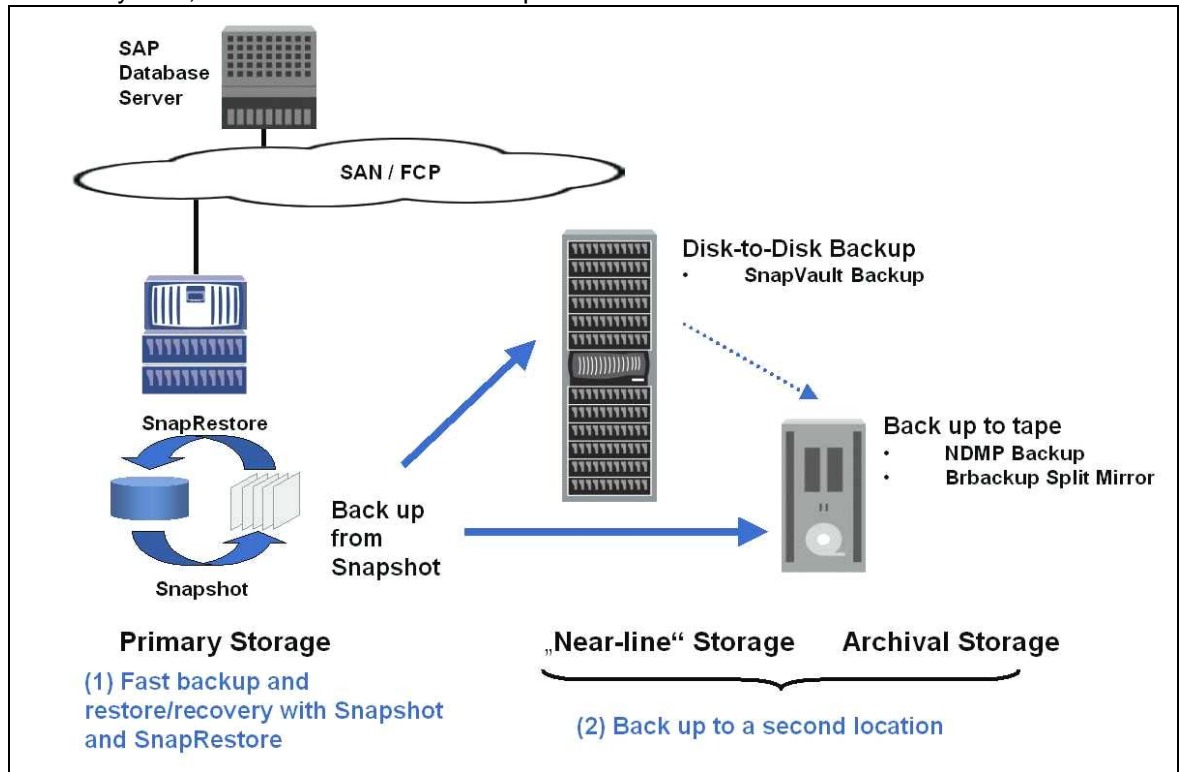 SAP
Database
Server
SAN / FCP
Disk-to-Disk Backup
• SnapVault Backup
SnapRestore
Back up to tape
• NDMP Backup
• Brbackup Split Mirror
Back up
from
Snapshot
Snapshot
Primary Storage
„Near-line“ Storage
Archival Storage
(1) Fast backup and
restore/recovery with Snapshot
and SnapRestore
(2) Back up to a second location